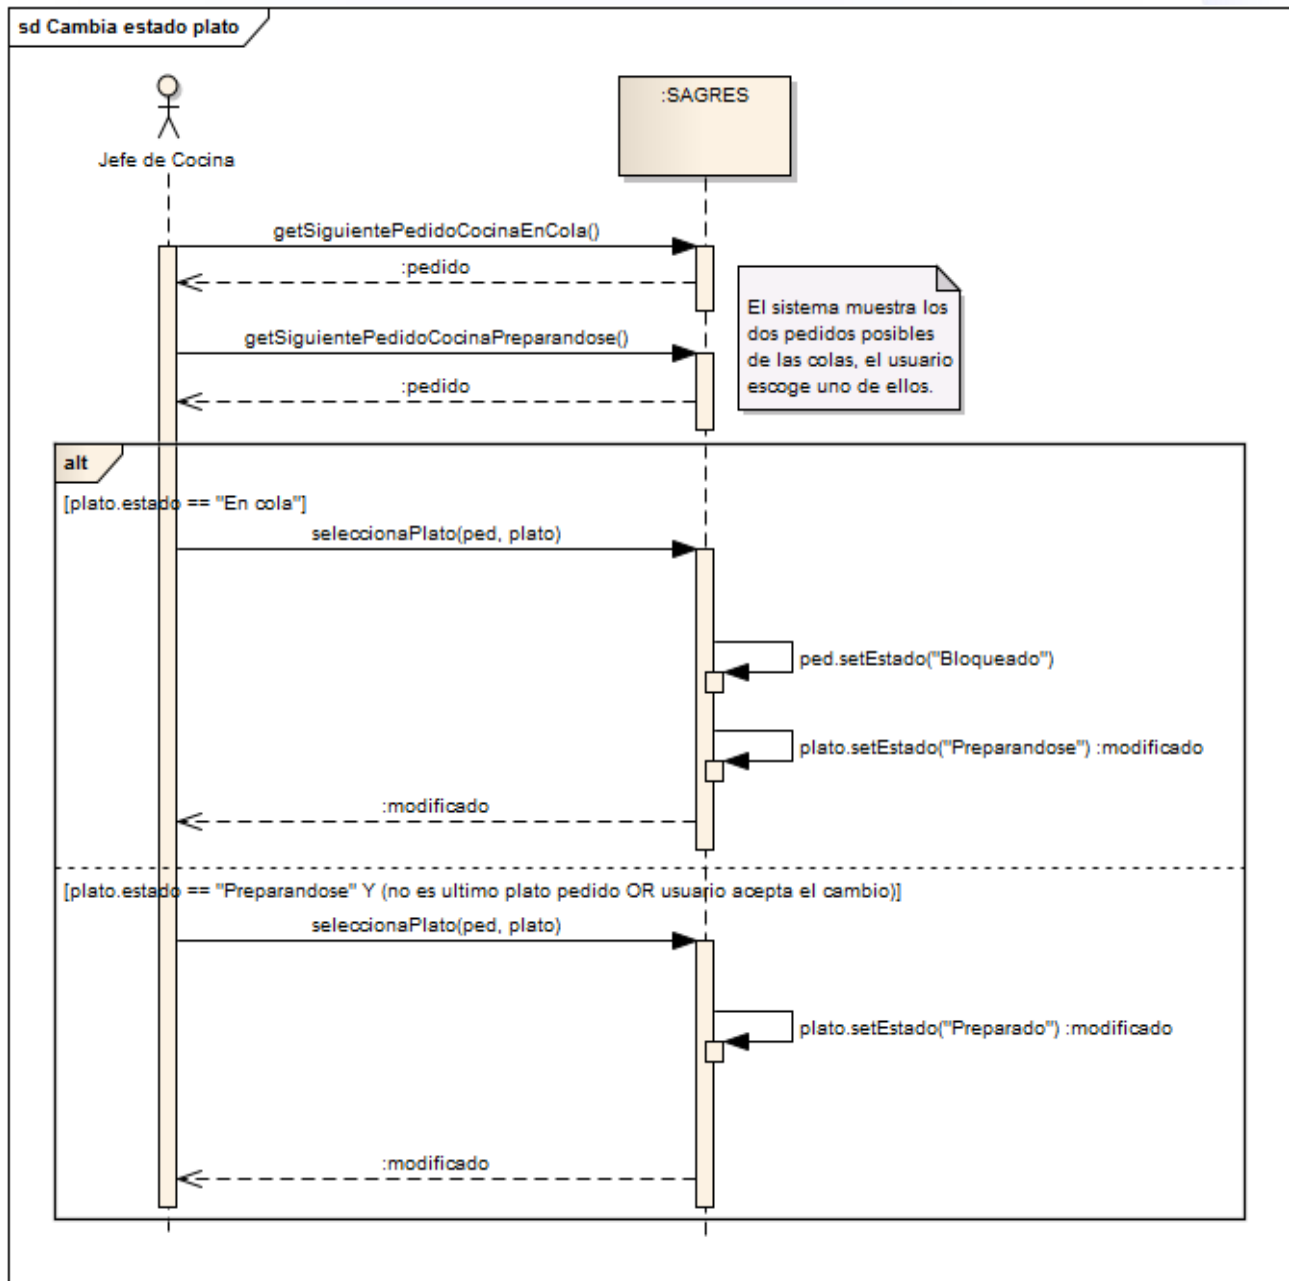 sd Cambia estado plato
:SAGRES
Jefe de Cocina
getSiguientePedidoCocinaEnCola()
:pedido
El sistema muestra los
dos pedidos posibles
de las colas, el usuario
escoge uno de ellos.
getSiguientePedidoCocinaPreparandose()
:pedido
alt
[plato.estado == "En cola"]
seleccionaPlato(ped, plato)
ped.setEstado("Bloqueado")
plato.setEstado("Preparandose") :modificado
:modificado
[plato.estado == "Preparandose" Y (no es ultimo plato pedido OR usuario acepta el cambio)]
seleccionaPlato(ped, plato)
plato.setEstado("Preparado") :modificado
:modificado